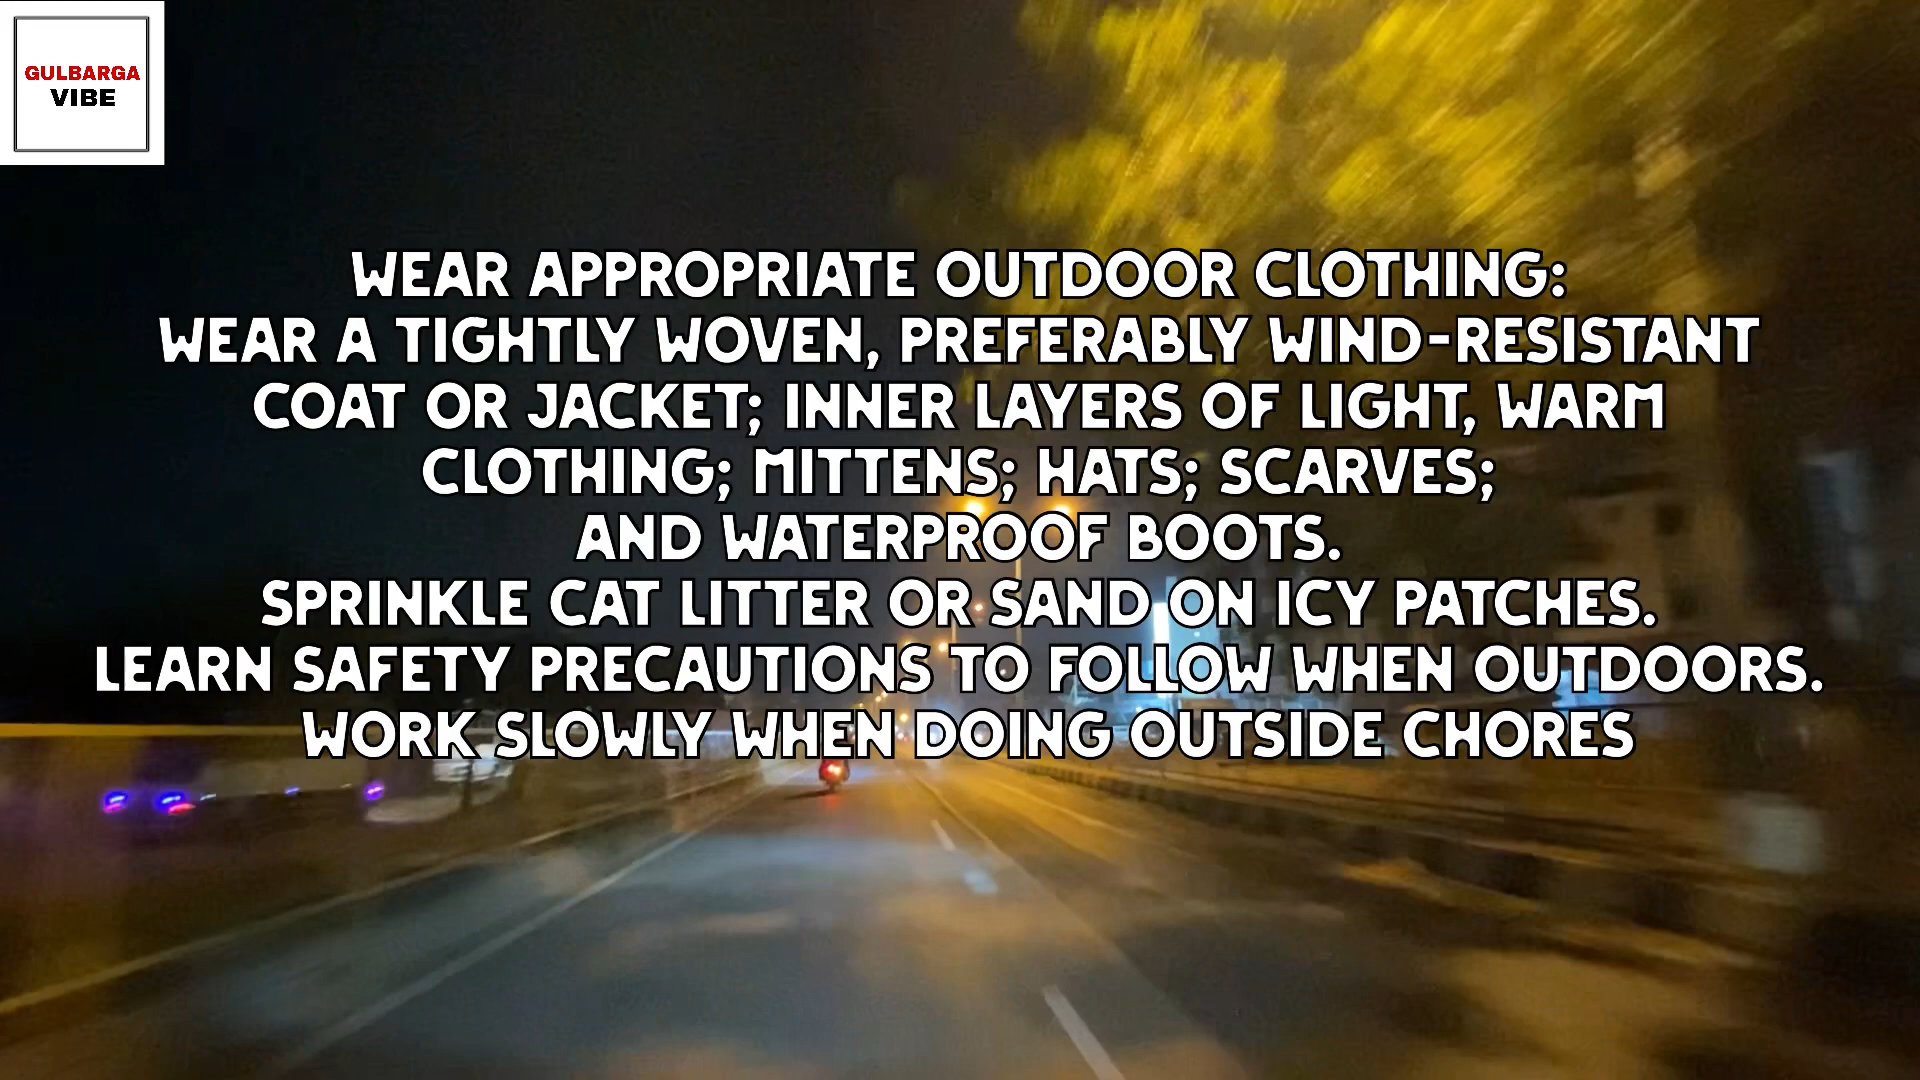 GULBARGA
VIBE
WEAR APPROPRIATE OUTDOOR CLOTHING:
WEAR A TIGHTLY WOVEN, PREFERABLY WIND-RESISTANT
COAT OR JACKET; INNER LAYERS OF LIGHT, WARM
CLOTHING; MITTENS; HATS; SCARVES;
AND WATERPROOF BOOTS.
SPRINKLE CAT LITTER OR SAND ON ICY PATCHES.
LEARN SAFETY PRECAUTIONS TO FOLLOW WHEN OUTDOORS.
WORK SLOWLY WHEN DOING OUTSIDE CHORES